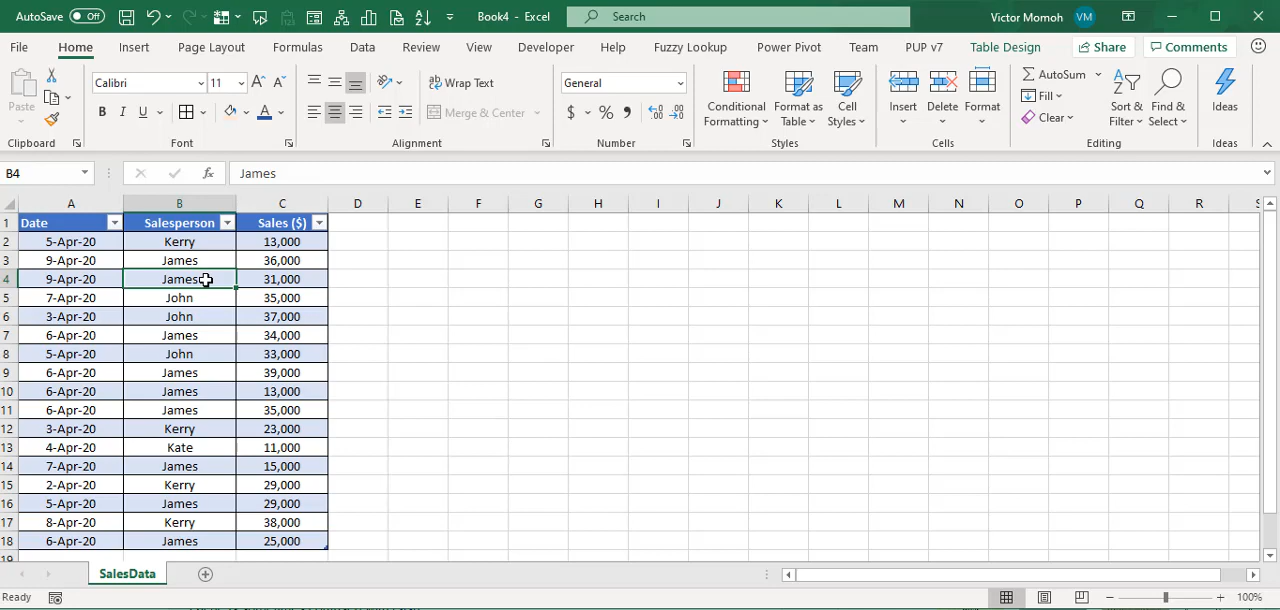 AutoSave Off Book4 - Excel Search Victor Momoh VM
File Home Insert Draw Page Layout Formulas Data Review View Developer Help Fuzzy Lookup Power Pivot Team PUP v7 Table Design Share Comments
Paste Calibri 11 A A ab Wrap Text General Conditional Formatting Format as Table Cell Styles Insert Delete Format AutoSum Fill Clear Sort & Filter Find & Select Ideas
B I U A Merge & Center $ % 9
Clipboard Font Alignment Number Styles Cells Editing Ideas
B4 fx James
A B C D E F G H I J K L M N O P Q R
1 Date Salesperson Sales ($)
2 5-Apr-20 Kerry 13,000
3 9-Apr-20 James 36,000
4 9-Apr-20 James 31,000
5 7-Apr-20 John 35,000
6 3-Apr-20 John 37,000
7 6-Apr-20 James 34,000
8 5-Apr-20 John 33,000
9 6-Apr-20 James 39,000
10 6-Apr-20 James 13,000
11 6-Apr-20 James 35,000
12 3-Apr-20 Kerry 23,000
13 4-Apr-20 Kate 11,000
14 7-Apr-20 James 15,000
15 2-Apr-20 Kerry 29,000
16 5-Apr-20 James 29,000
17 8-Apr-20 Kerry 38,000
18 6-Apr-20 James 25,000
SalesData
Ready 100%